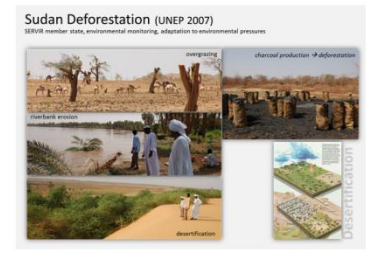 Sudan Deforestation (UNEP 2007)
SERVIR member state, environmental monitoring, adaptation to environmental pressures
overgrazing
charcoal production → deforestation
riverbank erosion
desertification
Desertification